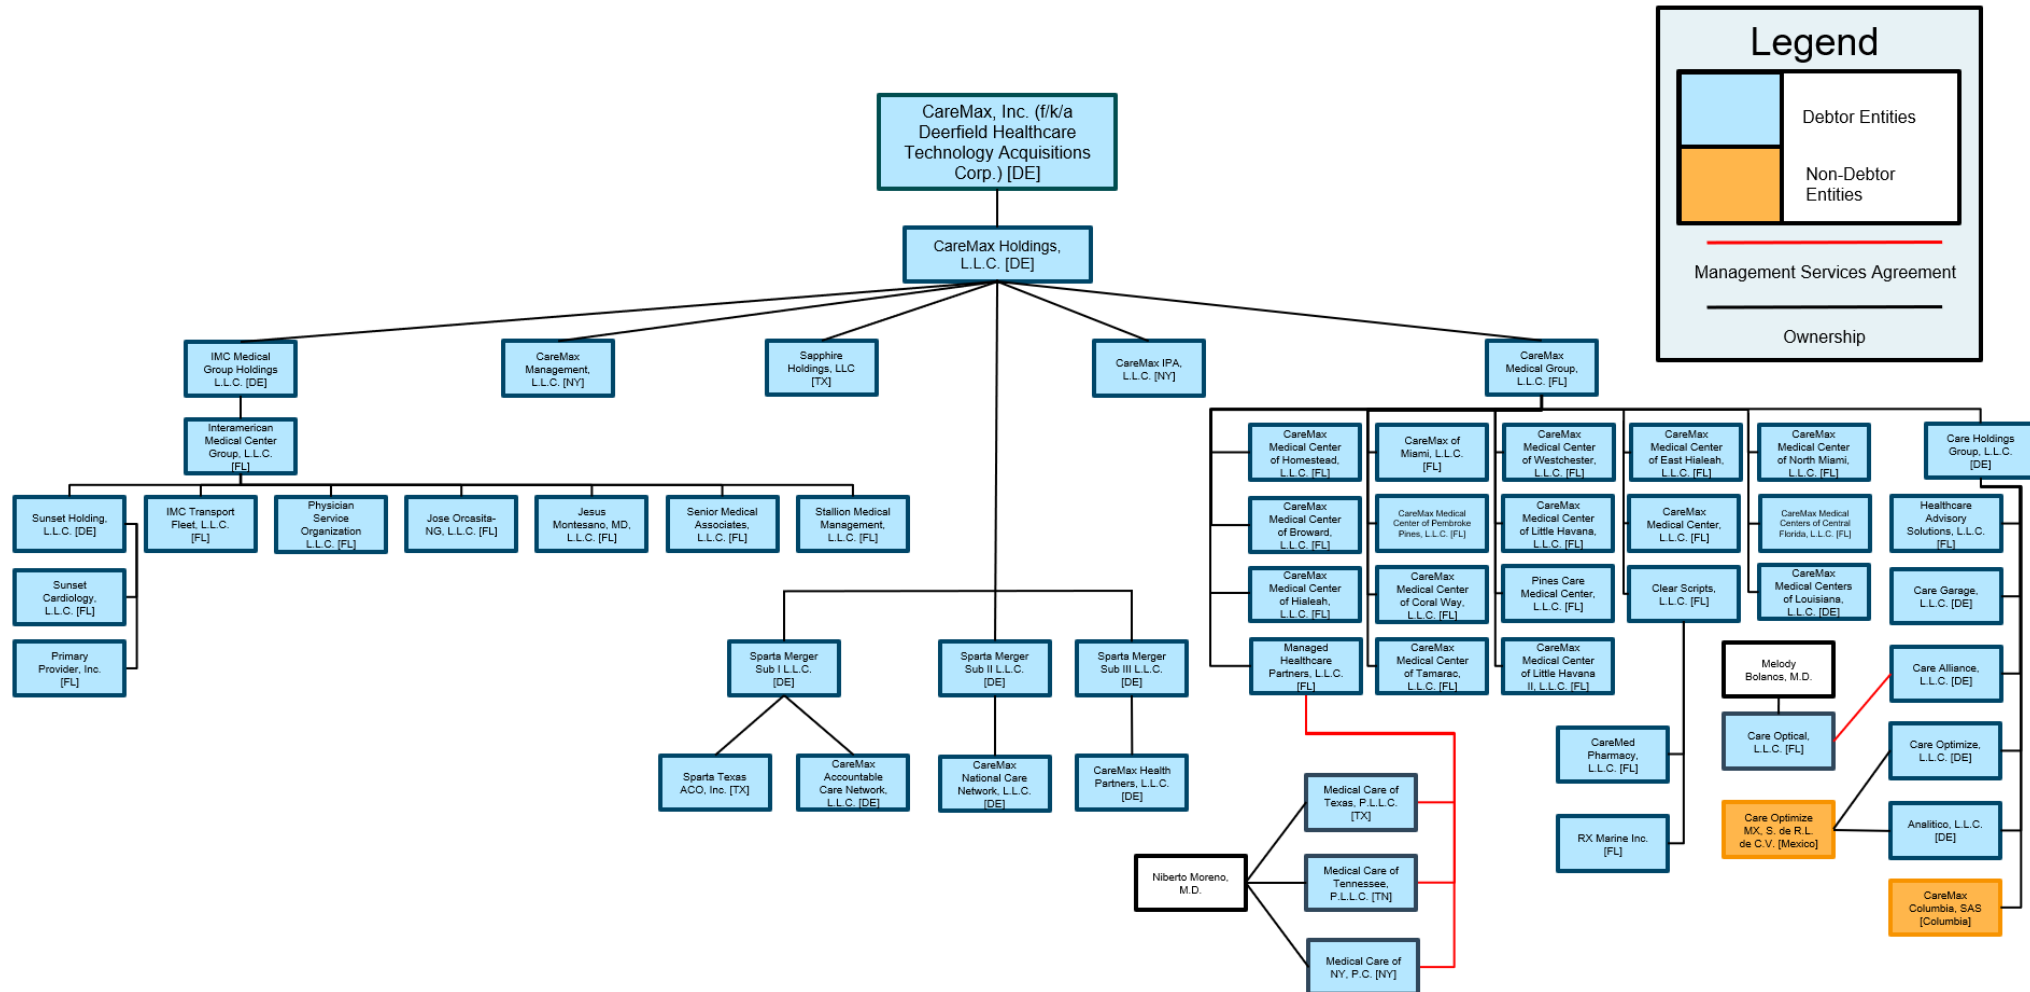 Legend
Debtor Entities
Non-Debtor
Entities
Management Services Agreement
Ownership
CareMax, Inc. (f/k/a
Deerfield Healthcare
Technology Acquisitions
Corp.) [DE]
CareMax Holdings,
L.L.C. [DE]
IMC Medical
Group Holdings
L.L.C. [DE]
CareMax
Management,
L.L.C. [NY]
Sapphire
Holdings, LLC
[TX]
CareMax IPA,
L.L.C. [NY]
CareMax
Medical Group,
L.L.C. [FL]
Interamerican
Medical Center
Group, L.L.C.
[FL]
Sunset Holding,
L.L.C. [DE]
IMC Transport
Fleet, L.L.C.
[FL]
Physician
Service
Organization
L.L.C. [FL]
Jose Orcasita-
NG, L.L.C. [FL]
Jesus
Montesano, MD,
L.L.C. [FL]
Senior Medical
Associates,
L.L.C. [FL]
Stallion Medical
Management,
L.L.C. [FL]
Sunset
Cardiology,
L.L.C. [FL]
Primary
Provider, Inc.
[FL]
Sparta Merger
Sub I L.L.C.
[DE]
Sparta Merger
Sub II L.L.C.
[DE]
Sparta Merger
Sub III L.L.C.
[DE]
Sparta Texas
ACO, Inc. [TX]
CareMax
Accountable
Care Network,
L.L.C. [DE]
CareMax
National Care
Network, L.L.C.
[DE]
CareMax Health
Partners, L.L.C.
[DE]
CareMax
Medical Center
of Homestead,
L.L.C. [FL]
CareMax of
Miami, L.L.C.
[FL]
CareMax
Medical Center
of Westchester,
L.L.C. [FL]
CareMax
Medical Center
of East Hialeah,
L.L.C. [FL]
CareMax
Medical Center
of North Miami,
L.L.C. [FL]
Care Holdings
Group, L.L.C.
[DE]
CareMax
Medical Center
of Broward,
L.L.C. [FL]
CareMax Medical
Center of Pembroke
Pines, L.L.C. [FL]
CareMax
Medical Center
of Little Havana,
L.L.C. [FL]
CareMax
Medical Center,
L.L.C. [FL]
CareMax Medical
Centers of Central
Florida, L.L.C. [FL]
Healthcare
Advisory
Solutions, L.L.C.
[FL]
CareMax
Medical Center
of Hialeah,
L.L.C. [FL]
CareMax
Medical Center
of Coral Way,
L.L.C. [FL]
Pines Care
Medical Center,
L.L.C. [FL]
Clear Scripts,
L.L.C. [FL]
CareMax
Medical Centers
of Louisiana,
L.L.C. [DE]
Care Garage,
L.L.C. [DE]
Managed
Healthcare
Partners, L.L.C.
[FL]
CareMax
Medical Center
of Tamarac,
L.L.C. [FL]
CareMax
Medical Center
of Little Havana
II, L.L.C. [FL]
Melody
Bolanos, M.D.
Care Alliance,
L.L.C. [DE]
CareMed
Pharmacy,
L.L.C. [FL]
Care Optical,
L.L.C. [FL]
Care Optimize,
L.L.C. [DE]
RX Marine Inc.
[FL]
Care Optimize
MX, S. de R.L.
de C.V. [Mexico]
Analitico, L.L.C.
[DE]
CareMax
Columbia, SAS
[Columbia]
Niberto Moreno,
M.D.
Medical Care of
Texas, P.L.L.C.
[TX]
Medical Care of
Tennessee,
P.L.L.C. [TN]
Medical Care of
NY, P.C. [NY]